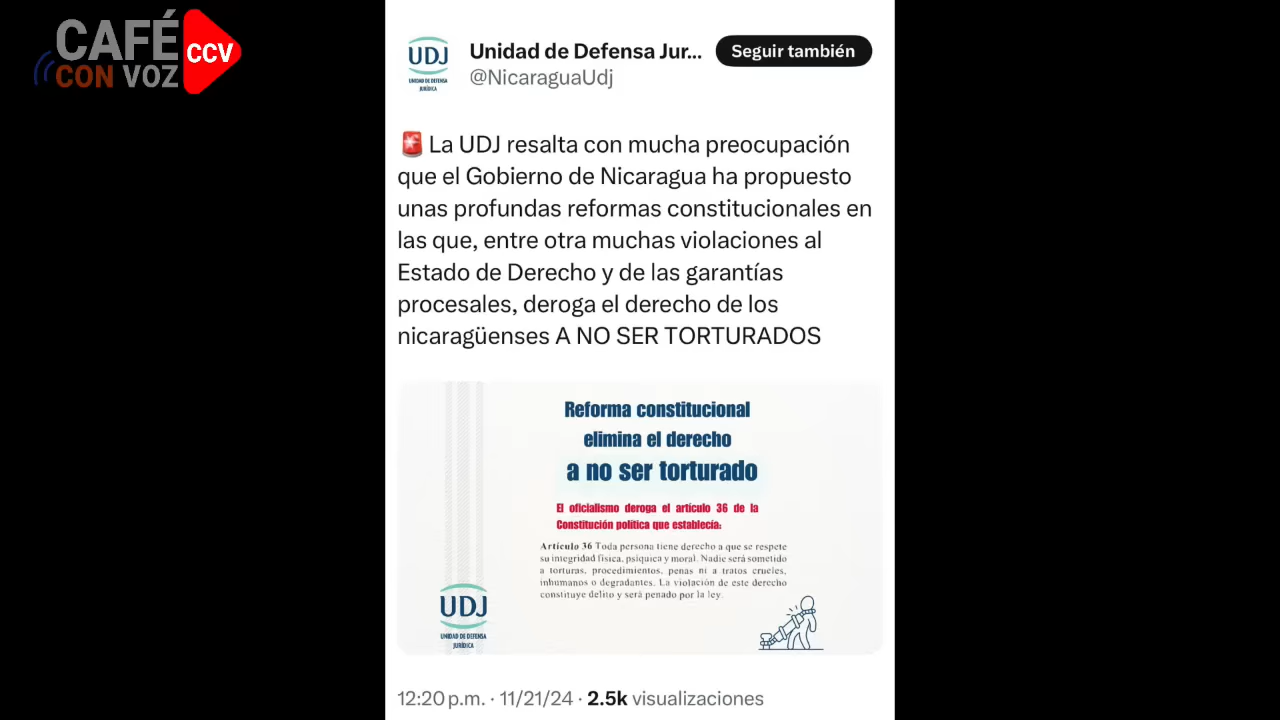 CAFÉ
CON VOZ
CCV
UDJ
UNIDAD DE DEFENSA
JURÍDICA
Unidad de Defensa Jur...
Seguir también
@NicaraguaUdj
🚨 La UDJ resalta con mucha preocupación
que el Gobierno de Nicaragua ha propuesto
unas profundas reformas constitucionales en
las que, entre otra muchas violaciones al
Estado de Derecho y de las garantías
procesales, deroga el derecho de los
nicaragüenses A NO SER TORTURADOS
Reforma constitucional
elimina el derecho
a no ser torturado
El oficialismo deroga el artículo 36 de la
Constitución política que establecía:
Artículo 36 Toda persona tiene derecho a que se respete
su integridad física, psíquica y moral. Nadie será sometido
a torturas, procedimientos, penas ni a tratos crueles,
inhumanos o degradantes. La violación de este derecho
constituye delito y será penado por la ley.
UDJ
UNIDAD DE DEFENSA
JURÍDICA
12:20 p.m. · 11/21/24 · 2.5k visualizaciones